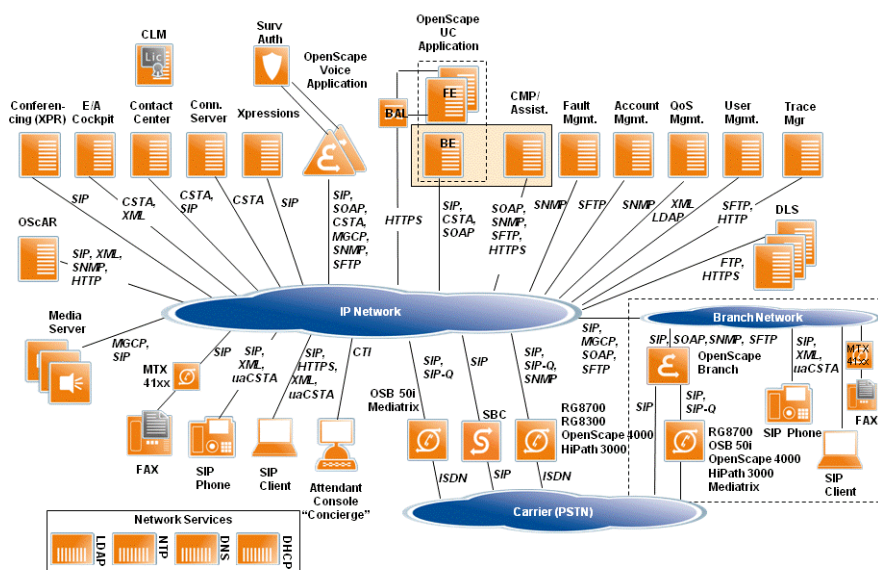 OpenScape
UC
Application
Surv
Auth
CLM
Lic
OpenScape
Voice
Application
FE
BAL
BE
CMP/
Assist.
Conferen-
cing (XPR)
E/A
Cockpit
Contact
Center
Conn.
Server
Xpressions
Fault
Mgmt.
Account
Mgmt.
QoS
Mgmt.
User
Mgmt.
Trace
Mgr
SIP
CSTA,
XML
CSTA,
SIP
CSTA
SIP
SIP,
SOAP,
CSTA,
MGCP,
SNMP,
SFTP
HTTPS
SIP,
CSTA,
SOAP
SOAP,
SNMP,
SFTP,
HTTPS
SNMP
SFTP
SNMP
XML
LDAP
SFTP,
HTTP
DLS
FTP,
HTTPS
OScAR
SIP, XML,
SNMP,
HTTP
IP Network
Branch Network
Media
Server
MGCP,
SIP
MTX
41xx
SIP
SIP,
XML,
uaCSTA
SIP,
HTTPS,
XML,
uaCSTA
CTI
SIP,
SIP-Q
SIP
SIP,
SIP-Q,
SNMP
SIP,
MGCP,
SOAP,
SFTP
SIP, SOAP, SNMP, SFTP
OpenScape
Branch
SIP,
XML,
uaCSTA
SIP
MTX
41xx
FAX
OSB 50i
Mediatrix
SBC
RG8700
RG8300
OpenScape 4000
HiPath 3000
SIP
SIP,
SIP-Q
RG8700
OSB 50i
OpenScape 4000
HiPath 3000
Mediatrix
SIP Phone
SIP
Client
FAX
SIP
Phone
SIP
Client
Attendant
Console
“Concierge”
ISDN
SIP
ISDN
Carrier (PSTN)
Network Services
LDAP
NTP
DNS
DHCP